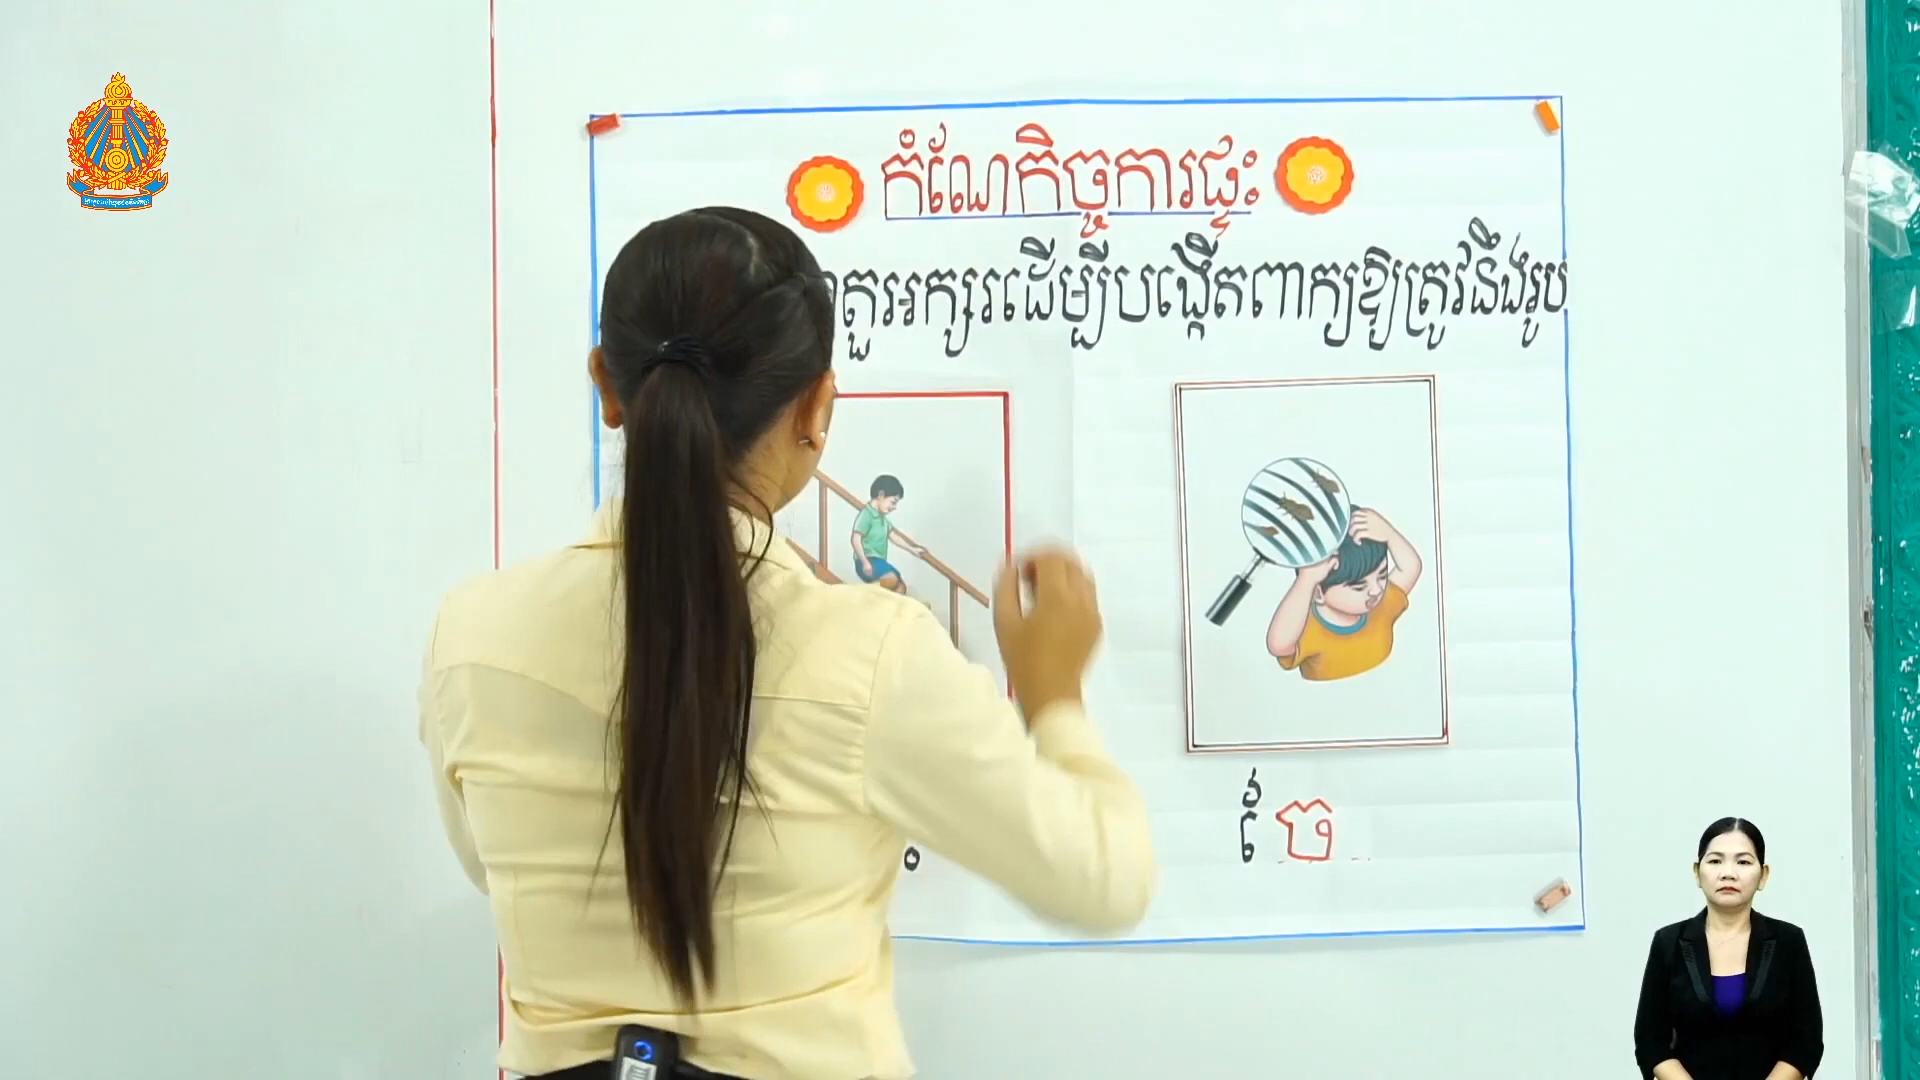 កំណែកិច្ចការផ្ទះ
តួអក្សរដើម្បីបង្កើតពាក្យឱ្យត្រូវនឹងរូប
ចៃ